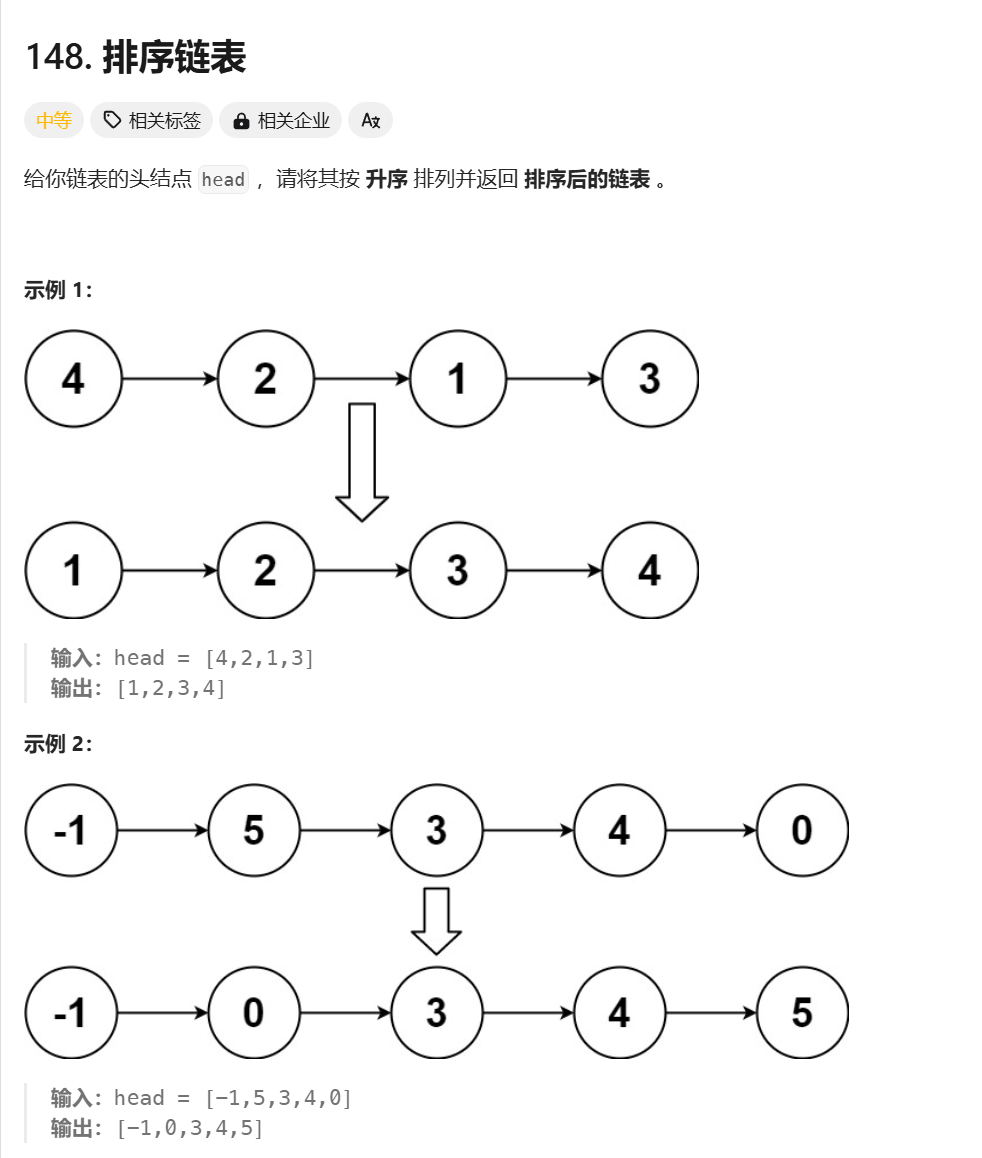 148. 排序链表
中等 相关标签 相关企业 Aあ
给你链表的头结点 head ，请将其按 升序 排列并返回 排序后的链表 。
示例 1：
4 2 1 3
1 2 3 4
输入：head = [4,2,1,3]
输出：[1,2,3,4]
示例 2：
-1 5 3 4 0
-1 0 3 4 5
输入：head = [-1,5,3,4,0]
输出：[-1,0,3,4,5]